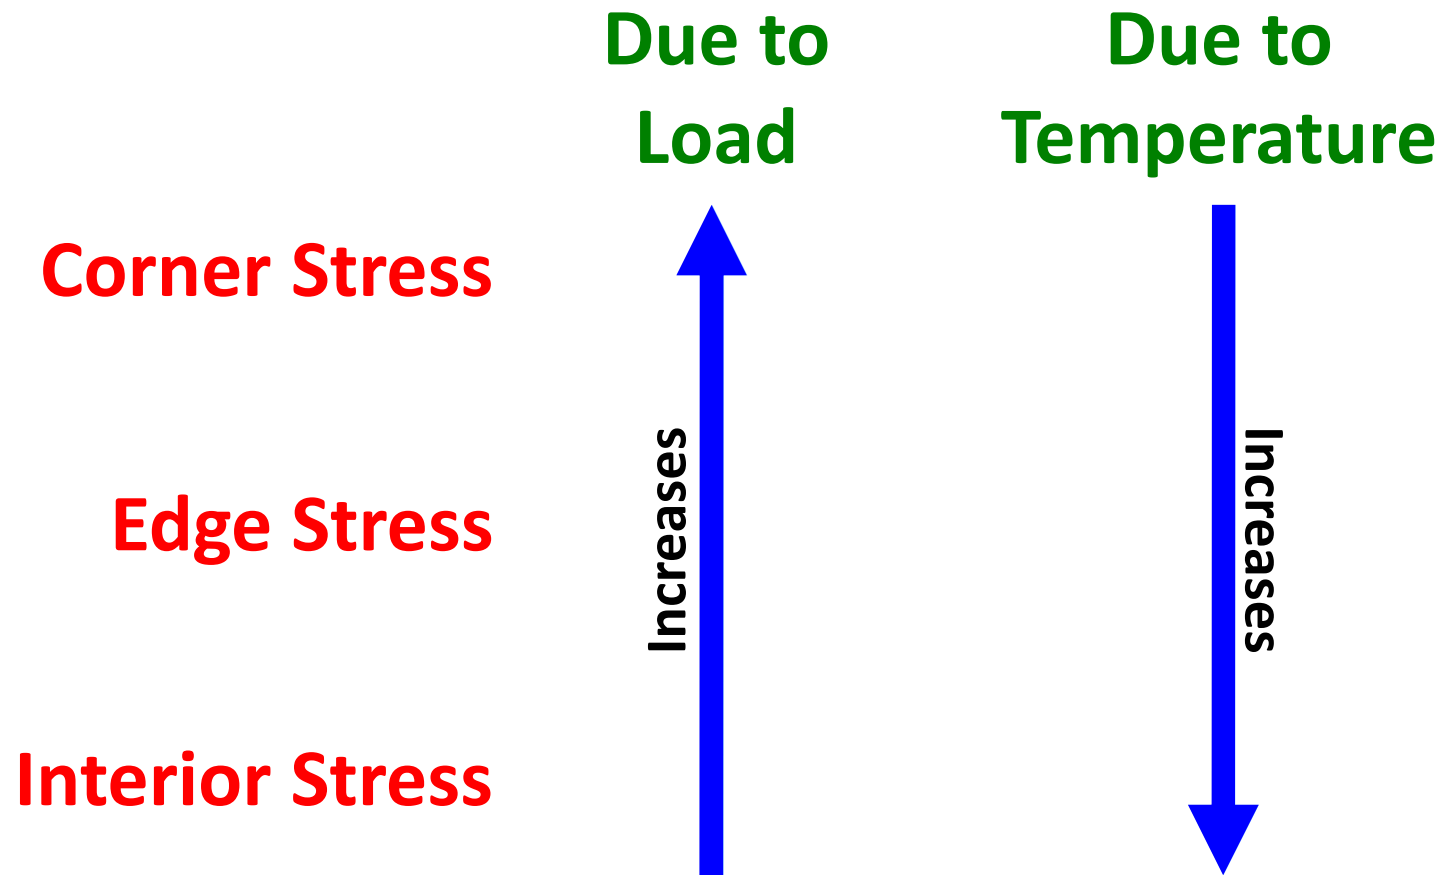 Due to
Load
Due to
Temperature
Corner Stress
Edge Stress
Interior Stress
Increases
Increases